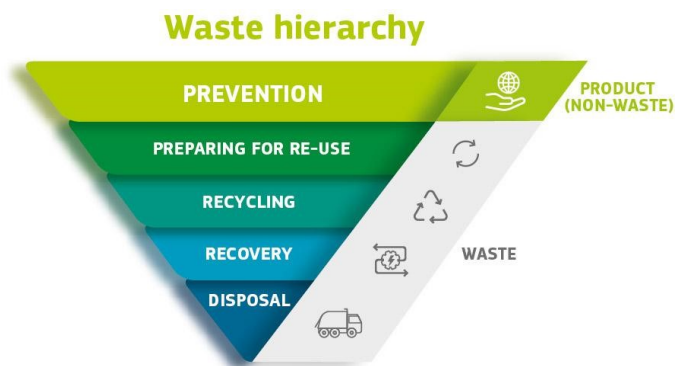 Waste hierarchy
PREVENTION
PRODUCT
(NON-WASTE)
PREPARING FOR RE-USE
RECYCLING
RECOVERY
WASTE
DISPOSAL